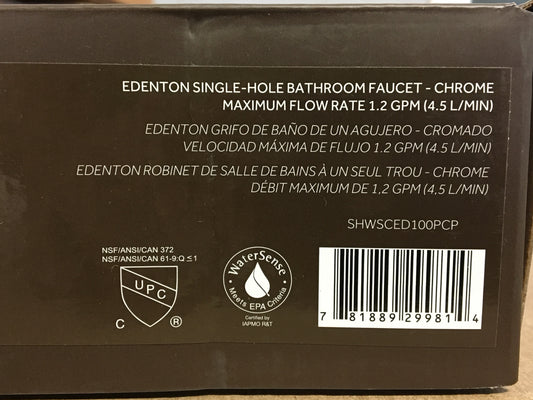 EDENTON SINGLE-HOLE BATHROOM FAUCET - CHROME
MAXIMUM FLOW RATE 1.2 GPM (4.5 L/MIN)
EDENTON GRIFO DE BAÑO DE UN AGUJERO - CROMADO
VELOCIDAD MÁXIMA DE FLUJO 1.2 GPM (4.5 L/MIN)
EDENTON ROBINET DE SALLE DE BAINS À UN SEUL TROU - CHROME
DÉBIT MAXIMUM DE 1,2 GPM (4,5 L/MIN)
SHWSCED100PCP
NSF/ANSI/CAN 372
NSF/ANSI/CAN 61-9:Q ≤ 1
UPC
C ®
WaterSense
Meets EPA Criteria
Certified by
IAPMO R&T
7 81889 29981 4